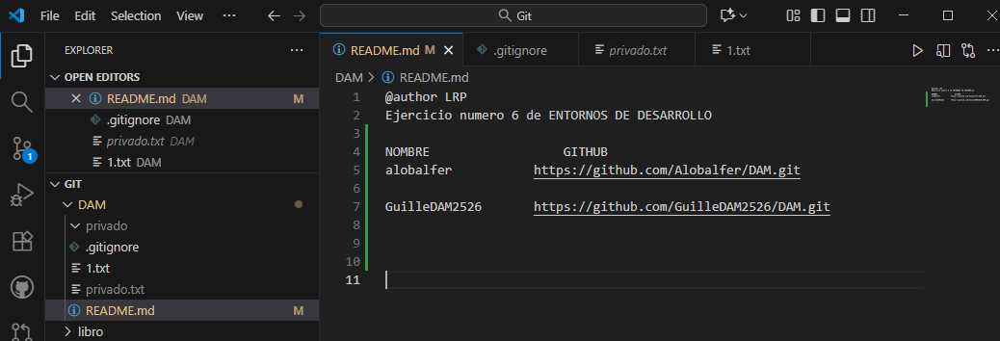 File Edit Selection View ... Git
EXPLORER ...
OPEN EDITORS
README.md DAM M
.gitignore DAM
privado.txt DAM
1.txt DAM
1
GIT
DAM
privado
.gitignore
1.txt
privado.txt
README.md M
libro
README.md M .gitignore privado.txt 1.txt
DAM > README.md
1 @author LRP
2 Ejercicio numero 6 de ENTORNOS DE DESARROLLO
3
4 NOMBRE GITHUB
5 alobalfer https://github.com/Alobalfer/DAM.git
6
7 GuilleDAM2526 https://github.com/GuilleDAM2526/DAM.git
8
9
10
11